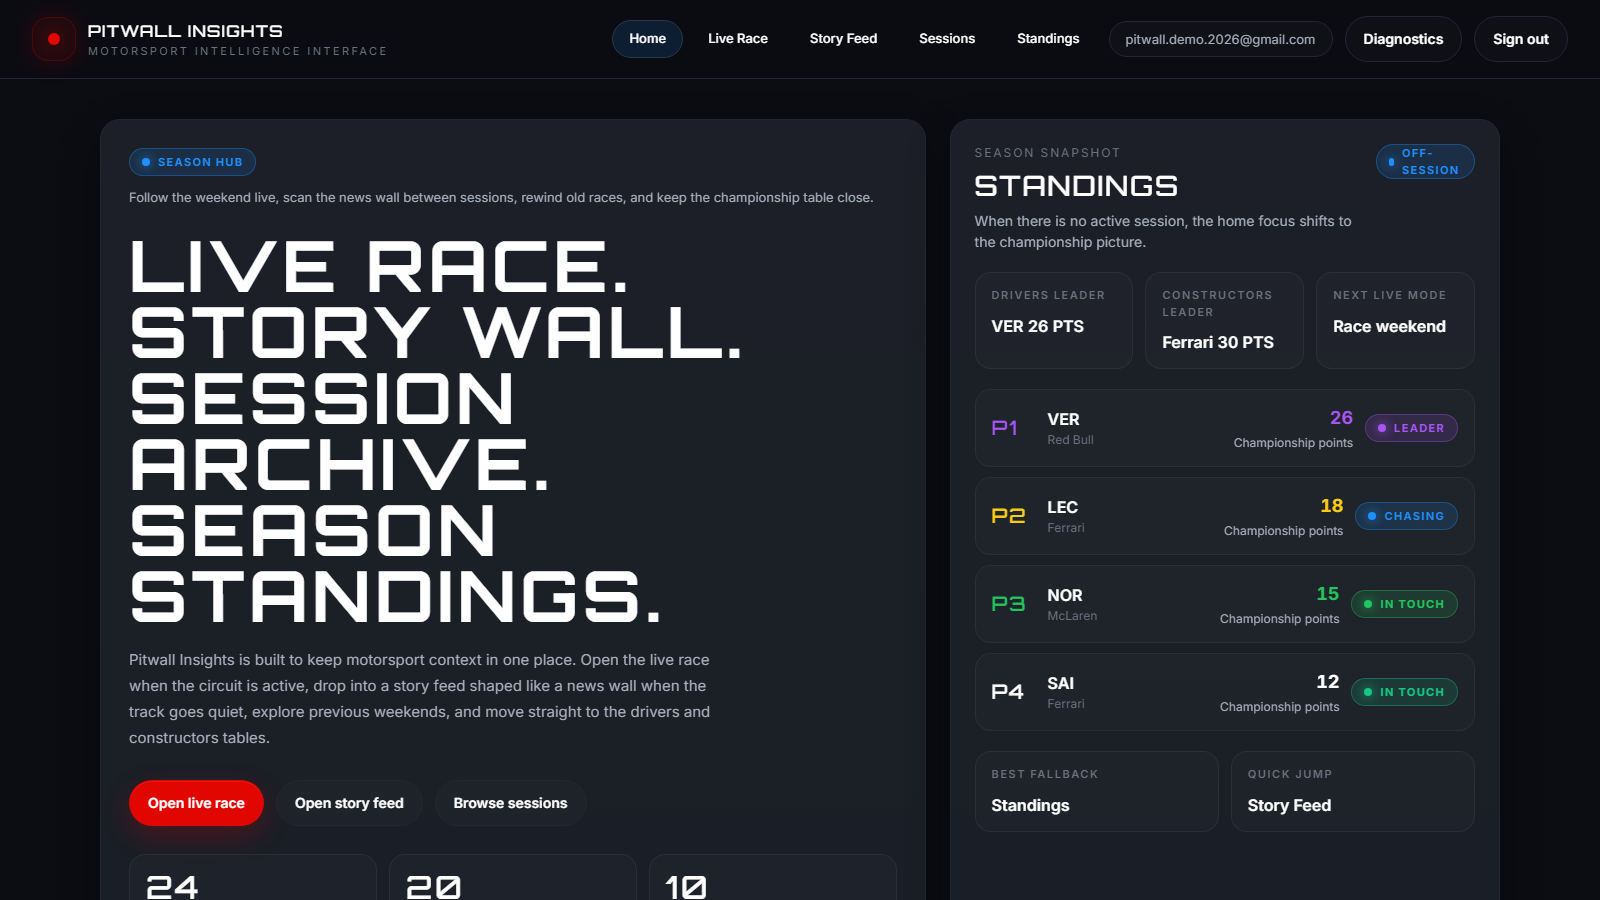 PITWALL INSIGHTS
MOTORSPORT INTELLIGENCE INTERFACE
Home
Live Race
Story Feed
Sessions
Standings
pitwall.demo.2026@gmail.com
Diagnostics
Sign out
SEASON HUB
Follow the weekend live, scan the news wall between sessions, rewind old races, and keep the championship table close.
LIVE RACE.
STORY WALL.
SESSION
ARCHIVE.
SEASON
STANDINGS.
Pitwall Insights is built to keep motorsport context in one place. Open the live race
when the circuit is active, drop into a story feed shaped like a news wall when the
track goes quiet, explore previous weekends, and move straight to the drivers and
constructors tables.
Open live race
Open story feed
Browse sessions
24
20
10
SEASON SNAPSHOT
STANDINGS
OFF-
SESSION
When there is no active session, the home focus shifts to
the championship picture.
DRIVERS LEADER
VER 26 PTS
CONSTRUCTORS
LEADER
Ferrari 30 PTS
NEXT LIVE MODE
Race weekend
P1
VER
Red Bull
26
Championship points
LEADER
P2
LEC
Ferrari
18
Championship points
CHASING
P3
NOR
McLaren
15
Championship points
IN TOUCH
P4
SAI
Ferrari
12
Championship points
IN TOUCH
BEST FALLBACK
Standings
QUICK JUMP
Story Feed